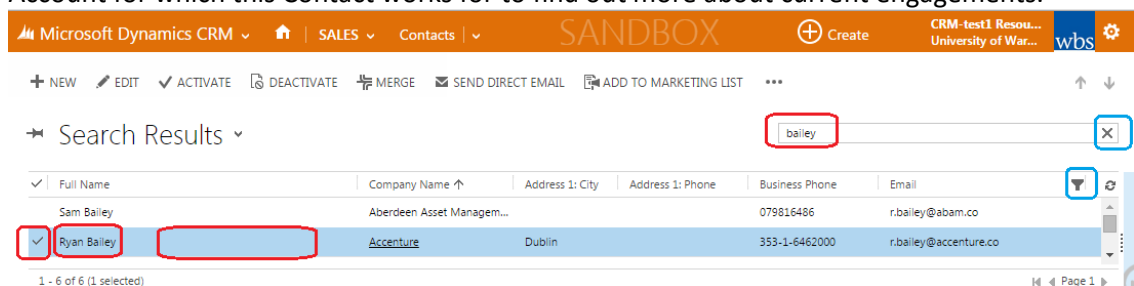 Account for which this Contact works for to find out more about current engagements.
Microsoft Dynamics CRM SALES Contacts SANDBOX Create CRM-test1 Resou... University of War... wbs
NEW EDIT ACTIVATE DEACTIVATE MERGE SEND DIRECT EMAIL ADD TO MARKETING LIST •••
Search Results bailey
Full Name Company Name Address 1: City Address 1: Phone Business Phone Email
Sam Bailey Aberdeen Asset Managem... 079816486 r.bailey@abam.co
Ryan Bailey Accenture Dublin 353-1-6462000 r.bailey@accenture.co
1 - 6 of 6 (1 selected) Page 1